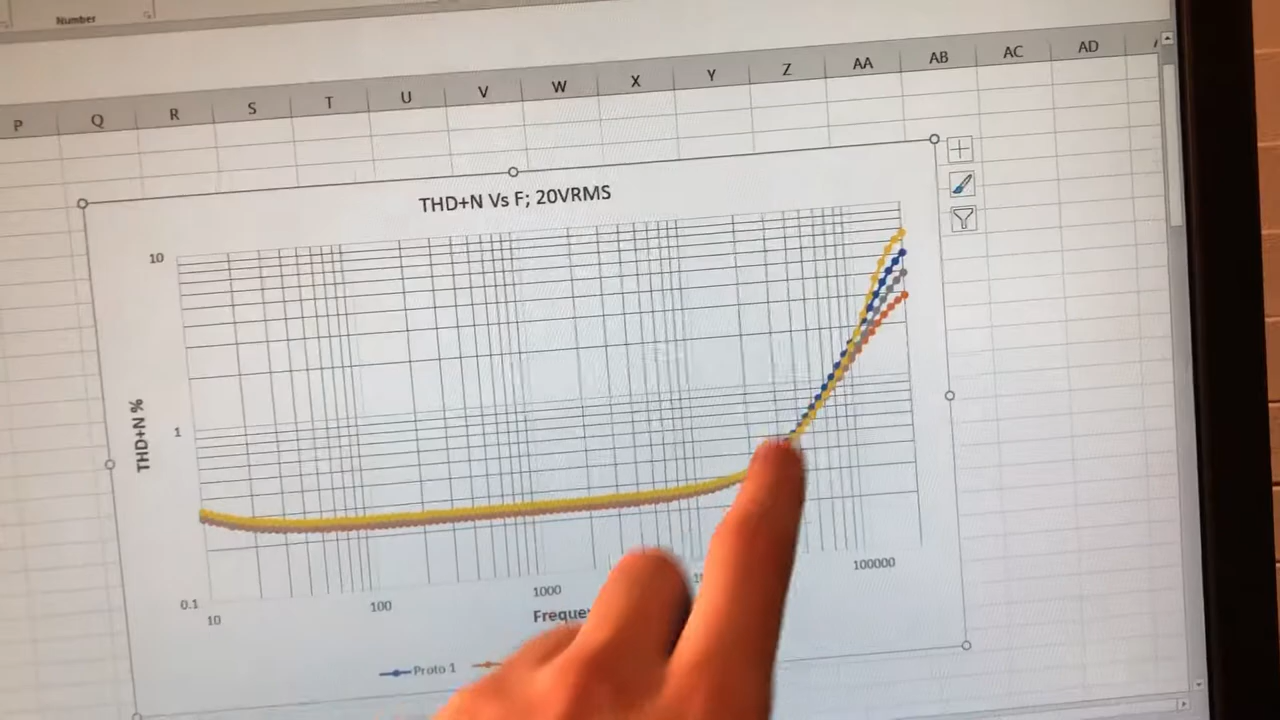 Number
P Q R S T U V W X Y Z AA AB AC AD
THD+N Vs F; 20VRMS
10
THD+N %
1
0.1
10 100 1000 100000
Proto 1